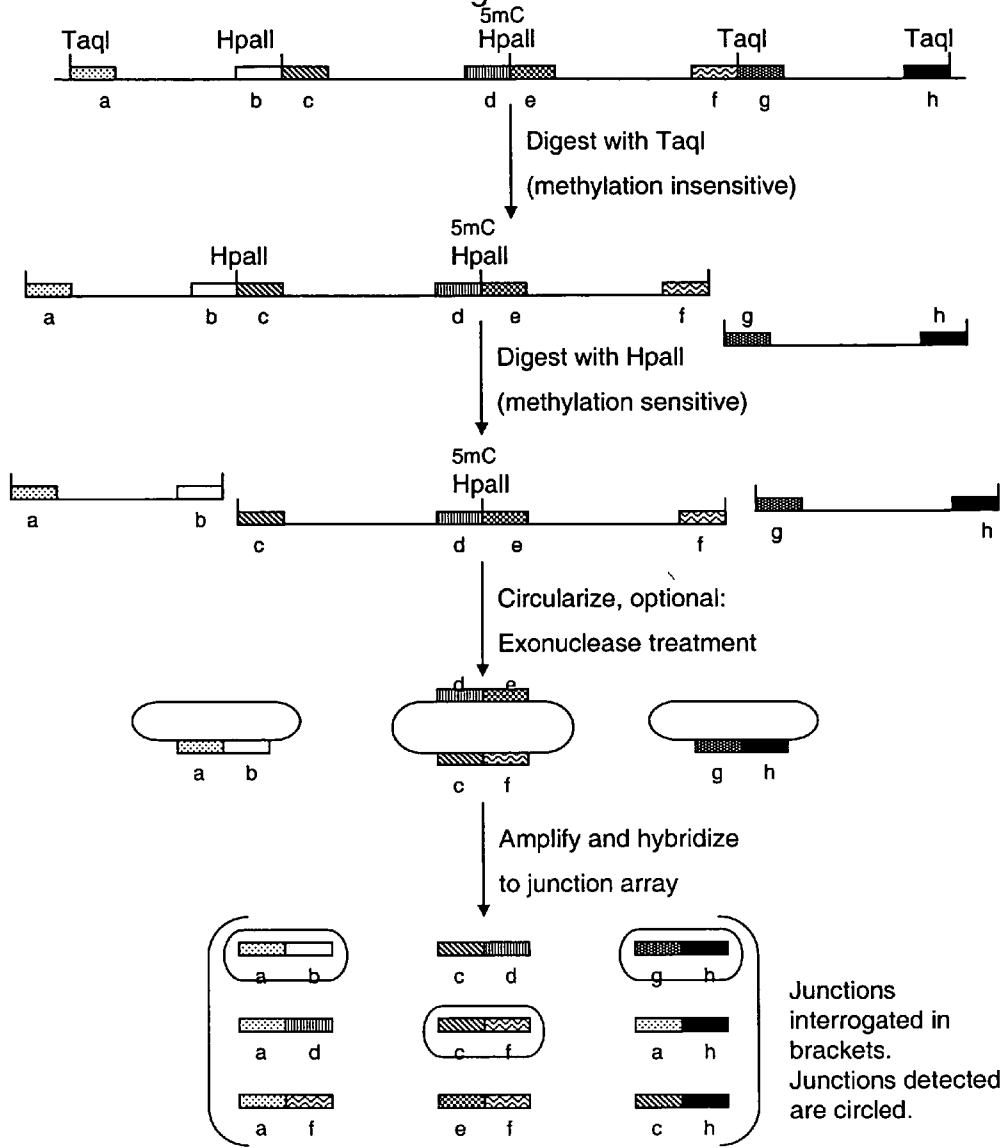 5mC
TaqI HpaII HpaII TaqI TaqI
a b c d e f g h
Digest with TaqI
(methylation insensitive)
5mC
HpaII HpaII
a b c d e f
g h
Digest with HpaII
(methylation sensitive)
5mC
HpaII
a b
c d e f
g h
Circularize, optional:
Exonuclease treatment
d e
a b
c f
g h
Amplify and hybridize
to junction array
a b c d g h
a d c f a h
a f e f c h
Junctions
interrogated in
brackets.
Junctions detected
are circled.